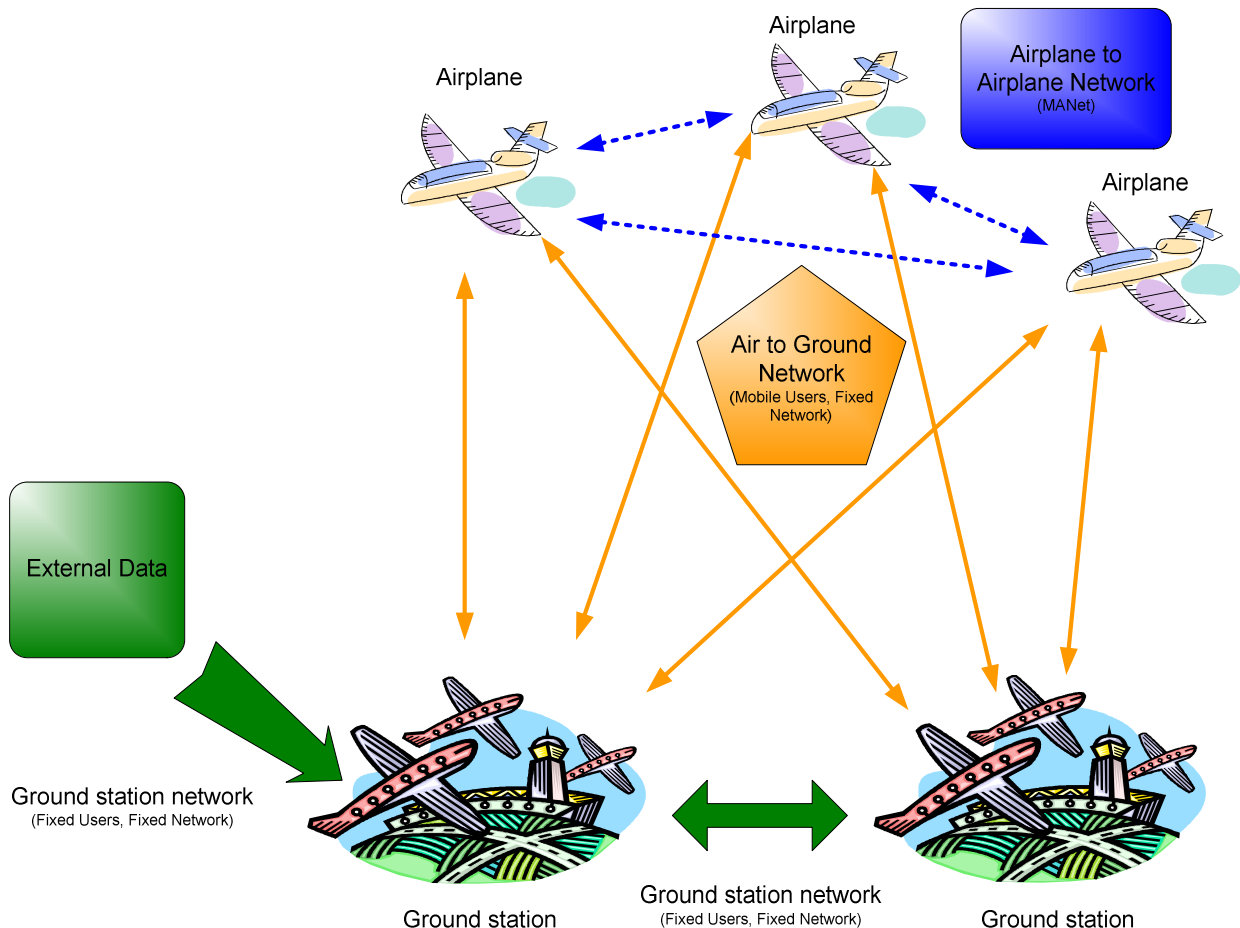 Airplane
Airplane
Airplane to
Airplane Network
(MANet)
Airplane
Air to Ground
Network
(Mobile Users, Fixed
Network)
External Data
Ground station network
(Fixed Users, Fixed Network)
Ground station network
(Fixed Users, Fixed Network)
Ground station
Ground station